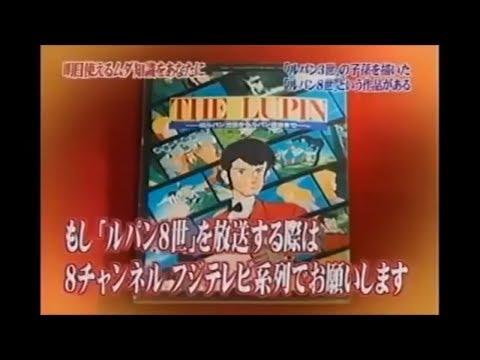 明日使えるムダ知識をあなたに
「ルパン3世」の子孫を描いた
「ルパン8世」という作品がある
THE LUPIN
もし「ルパン8世」を放送する際は
8チャンネル フジテレビ系列でお願いします